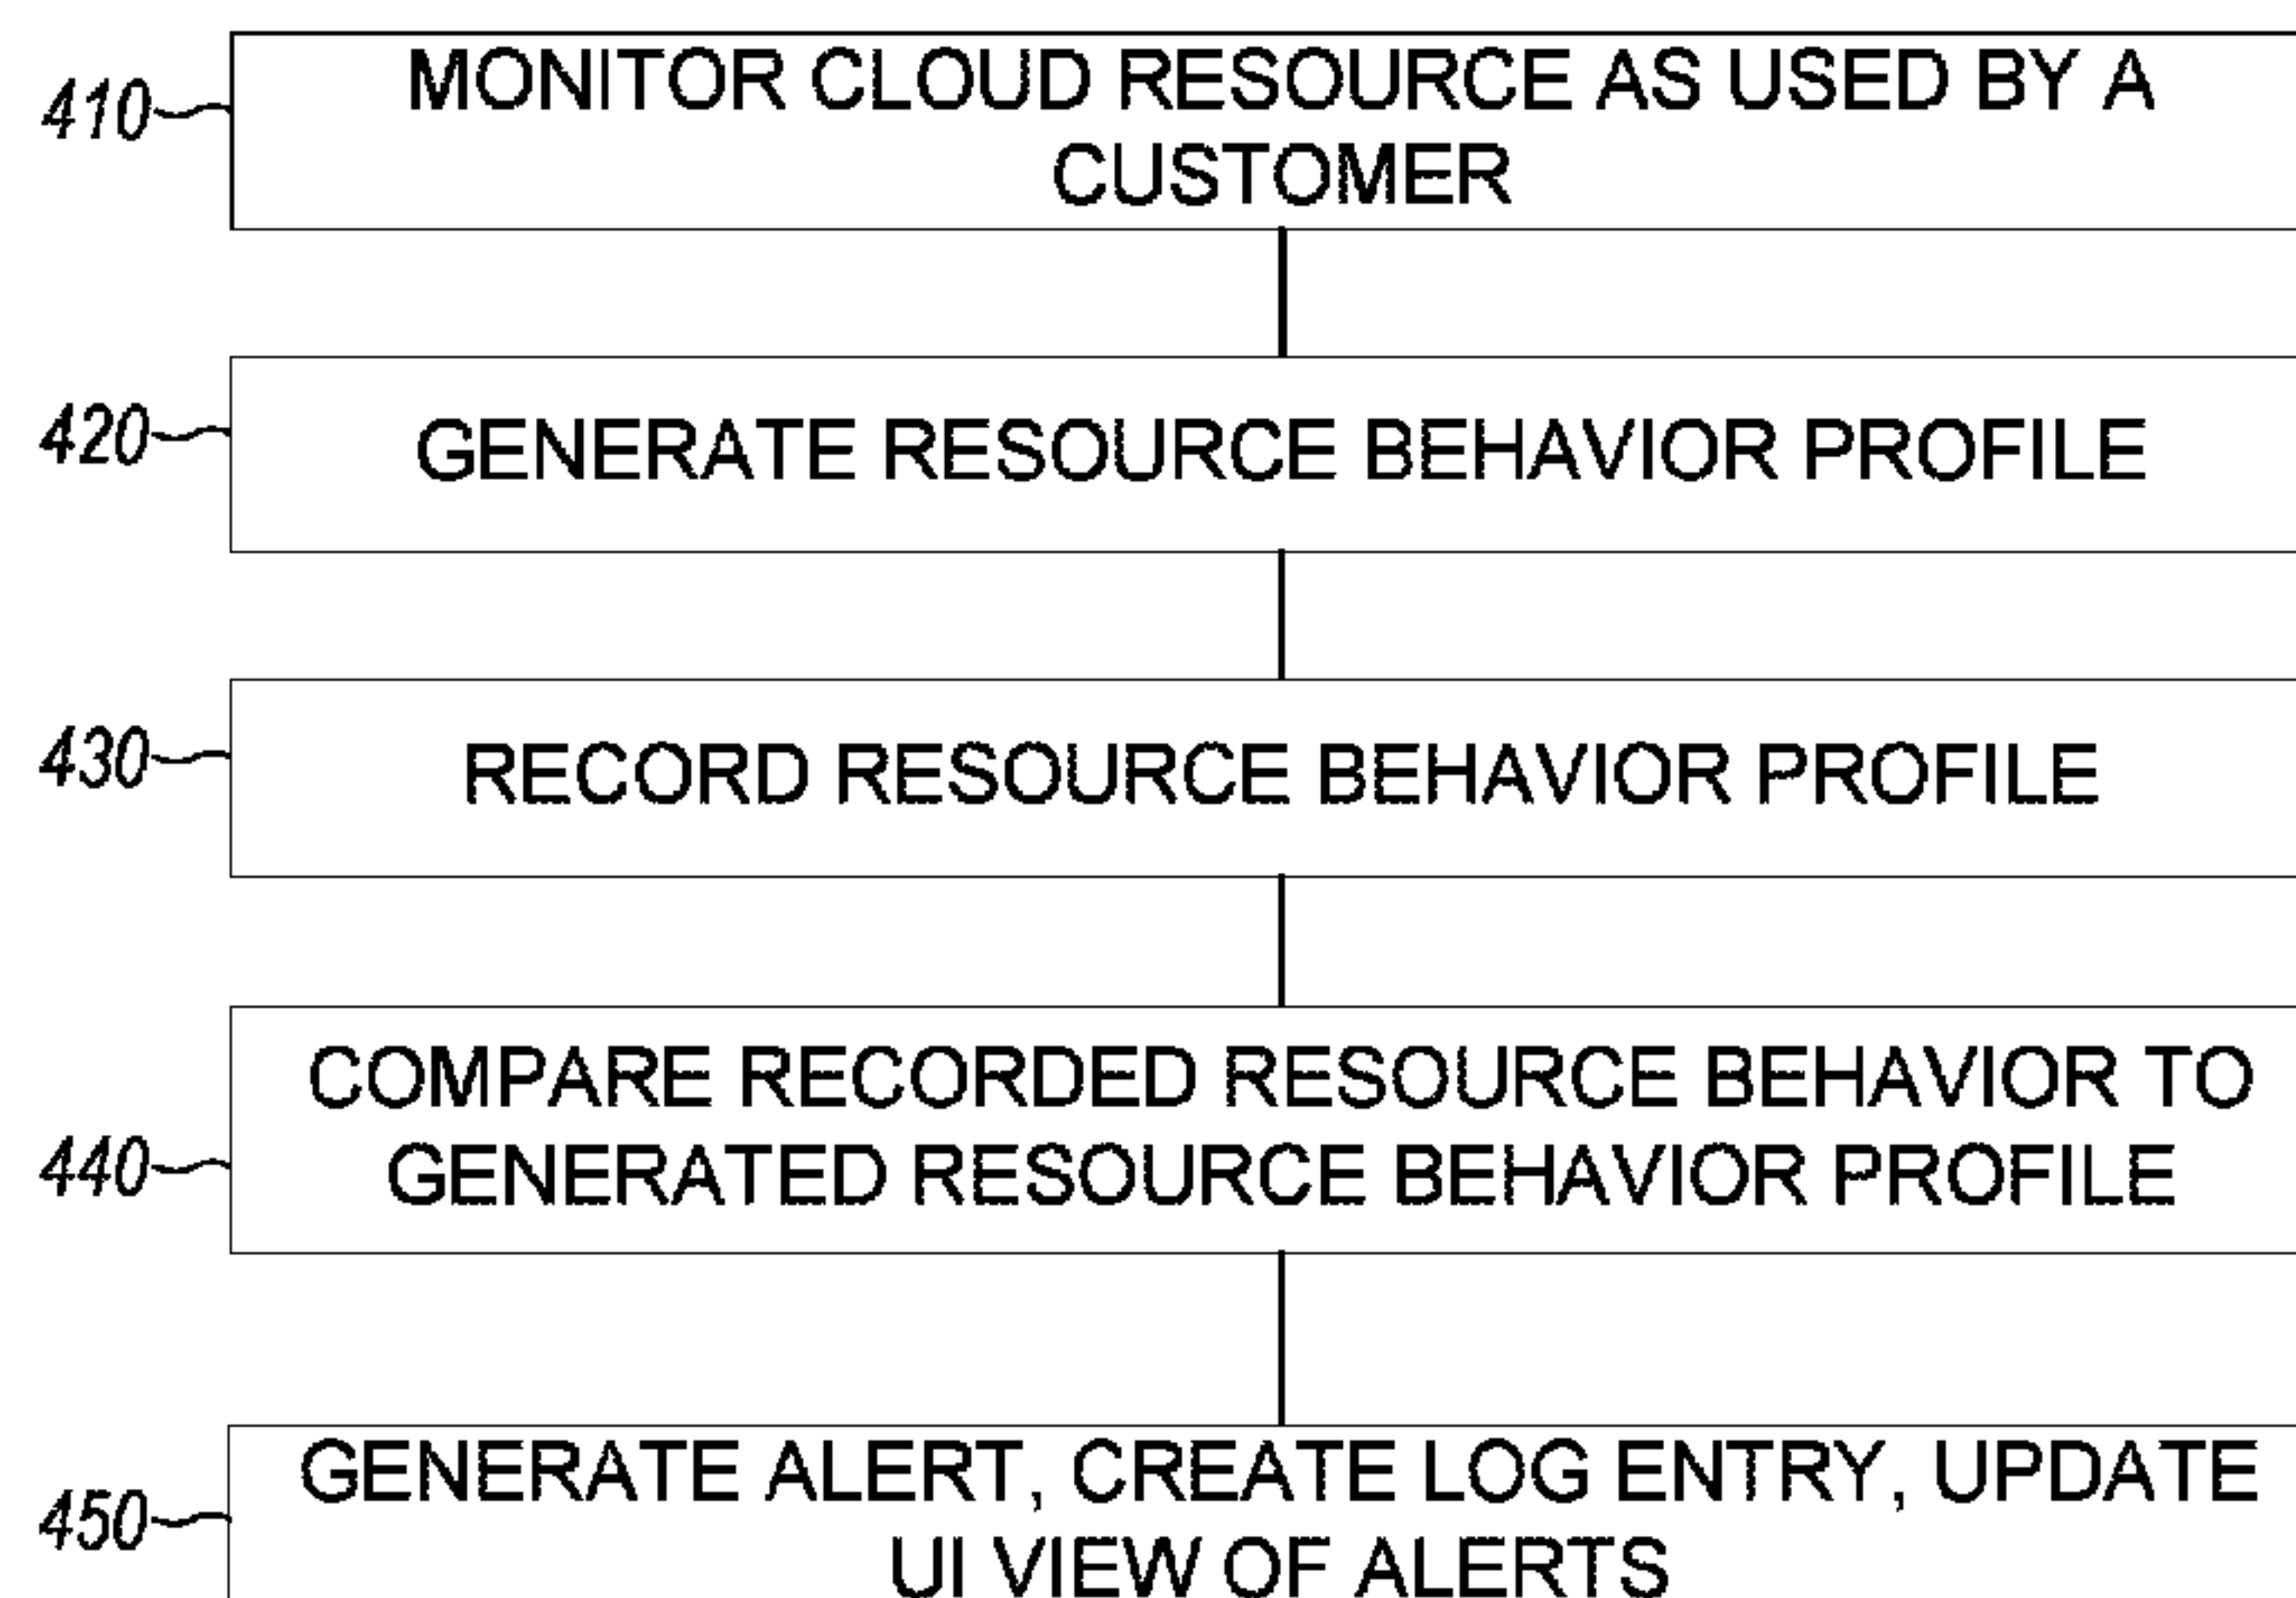 410
MONITOR CLOUD RESOURCE AS USED BY A
CUSTOMER
420
GENERATE RESOURCE BEHAVIOR PROFILE
430
RECORD RESOURCE BEHAVIOR PROFILE
440
COMPARE RECORDED RESOURCE BEHAVIOR TO
GENERATED RESOURCE BEHAVIOR PROFILE
450
GENERATE ALERT, CREATE LOG ENTRY, UPDATE
UI VIEW OF ALERTS